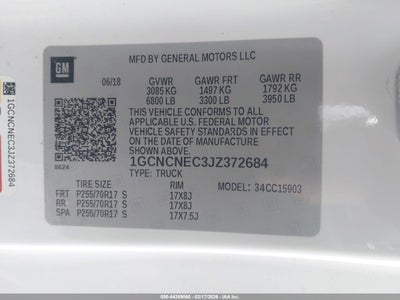 GM
MFD BY GENERAL MOTORS LLC
06/18 GVWR GAWR FRT GAWR RR
3085 KG 1497 KG 1792 KG
6800 LB 3300 LB 3950 LB
THIS VEHICLE CONFORMS TO ALL
APPLICABLE U.S. FEDERAL MOTOR
VEHICLE SAFETY STANDARDS IN EFFECT
ON THE DATE OF MANUFACTURE SHOWN ABOVE.
1GCNCNEC3JZ372684
TYPE: TRUCK
8624
TIRE SIZE SPEED RTG RIM MODEL: 34CC15903
FRT P255/70R17 S 17X8J
RR P255/70R17 S 17X8J
SPA P255/70R17 S 17X7.5J
1GCNCNEC3JZ372684